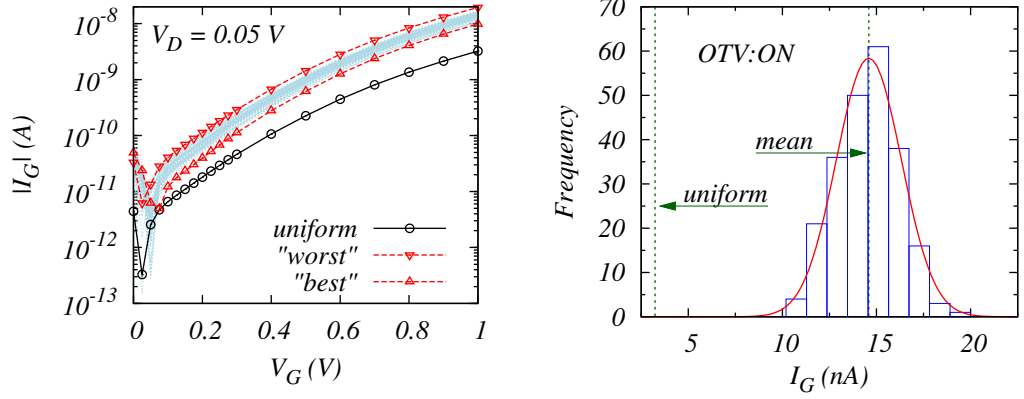 V_D = 0.05 V
|I_G| (A)
10^-8
10^-9
10^-10
10^-11
10^-12
10^-13
uniform
"worst"
"best"
0 0.2 0.4 0.6 0.8 1
V_G (V)
OTV:ON
Frequency
70
60
50
40
30
20
10
0
mean
uniform
5 10 15 20
I_G (nA)